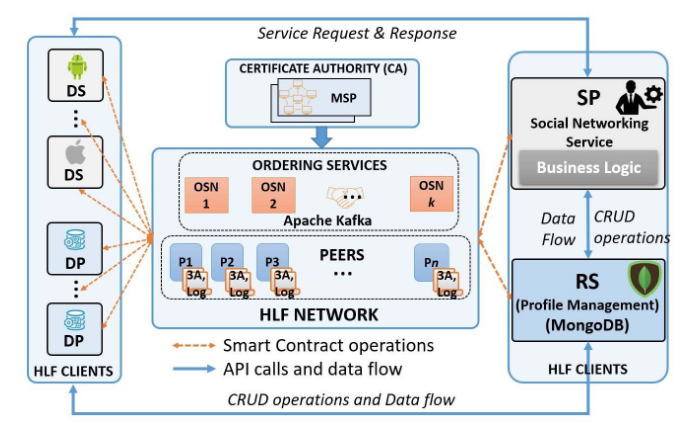 Service Request & Response
DS
DS
DP
DP
HLF CLIENTS
CERTIFICATE AUTHORITY (CA)
MSP
ORDERING SERVICES
OSN
1
OSN
2
...
OSN
k
Apache Kafka
PEERS
P1
3A,
Log
P2
3A,
Log
P3
3A,
Log
...
Pn
3A,
Log
HLF NETWORK
Smart Contract operations
API calls and data flow
SP
Social Networking
Service
Business Logic
Data
Flow
CRUD
operations
RS
(Profile Management)
(MongoDB)
HLF CLIENTS
CRUD operations and Data flow